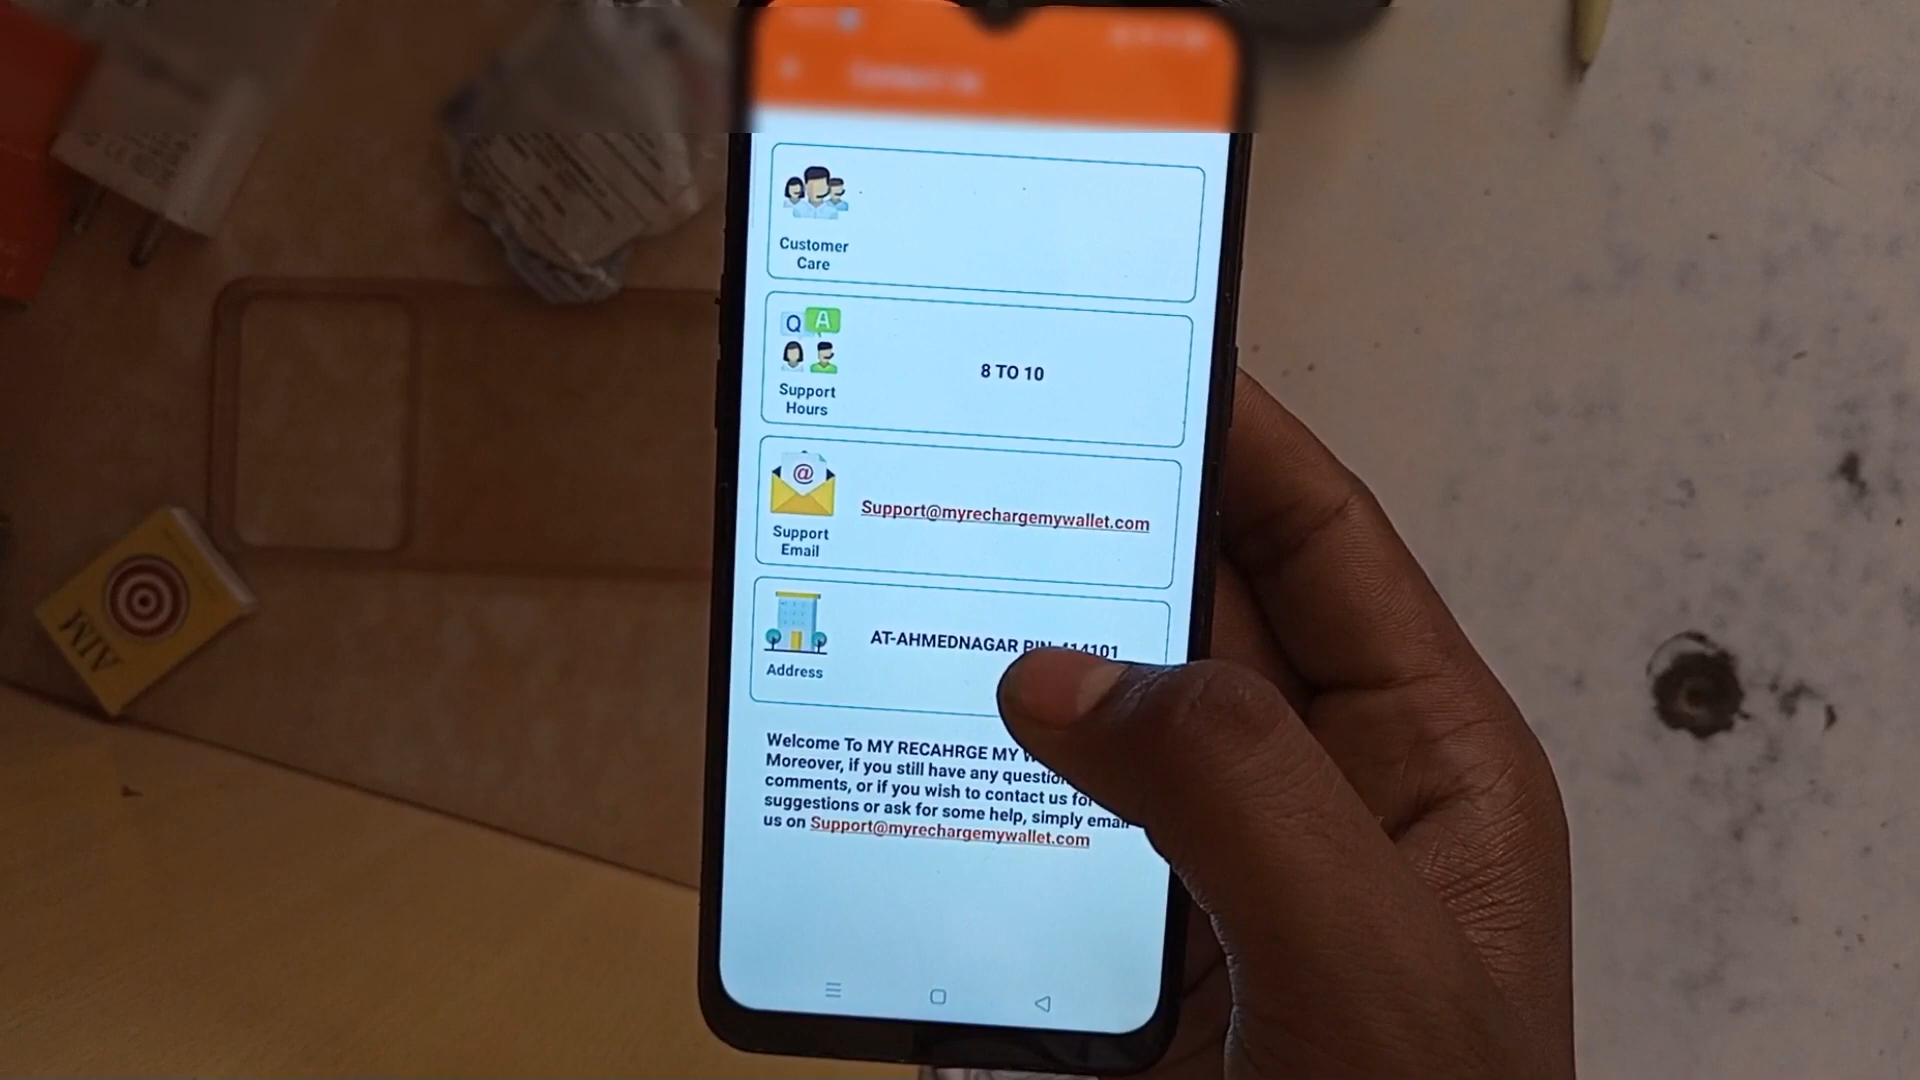 Customer
Care
Q A
8 TO 10
Support
Hours
@
Support@myrechargemywallet.com
Support
Email
AT-AHMEDNAGAR PIN-414101
Address
Welcome To MY RECAHRGE MY
Moreover, if you still have any
comments, or if you wish to contact us for
suggestions or ask for some help, simply email
us on Support@myrechargemywallet.com
AIM